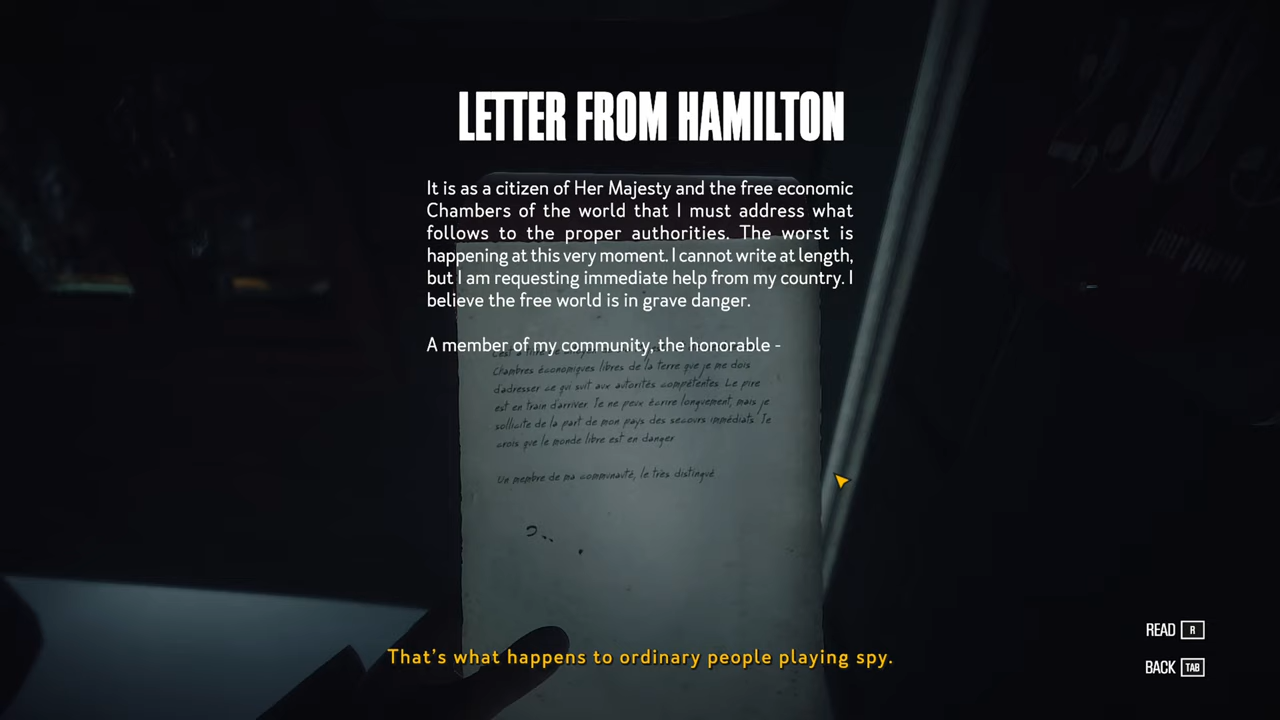 LETTER FROM HAMILTON
It is as a citizen of Her Majesty and the free economic
Chambers of the world that I must address what
follows to the proper authorities. The worst is
happening at this very moment. I cannot write at length,
but I am requesting immediate help from my country. I
believe the free world is in grave danger.
A member of my community, the honorable -
Chambres économiques libres de la terre que je me dois
d'adresser ce qui suit aux autorités compétentes. Le pire
est en train d'arriver. Je ne peux écrire longuement, mais je
sollicite de la part de mon pays des secours immédiats. Je
crois que le monde libre est en danger
Un membre de ma communauté, le très distingué
That's what happens to ordinary people playing spy.
READ R
BACK TAB